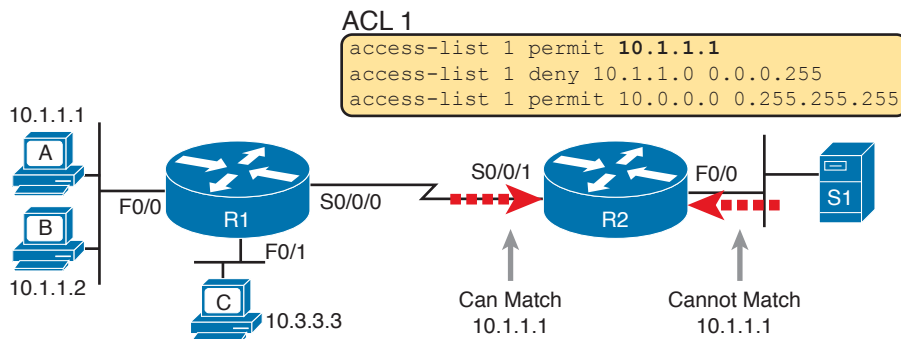 ACL 1
access-list 1 permit 10.1.1.1
access-list 1 deny 10.1.1.0 0.0.0.255
access-list 1 permit 10.0.0.0 0.255.255.255
10.1.1.1
A
B
10.1.1.2
F0/0
R1
S0/0/0
F0/1
C
10.3.3.3
S0/0/1
R2
F0/0
S1
Can Match
10.1.1.1
Cannot Match
10.1.1.1